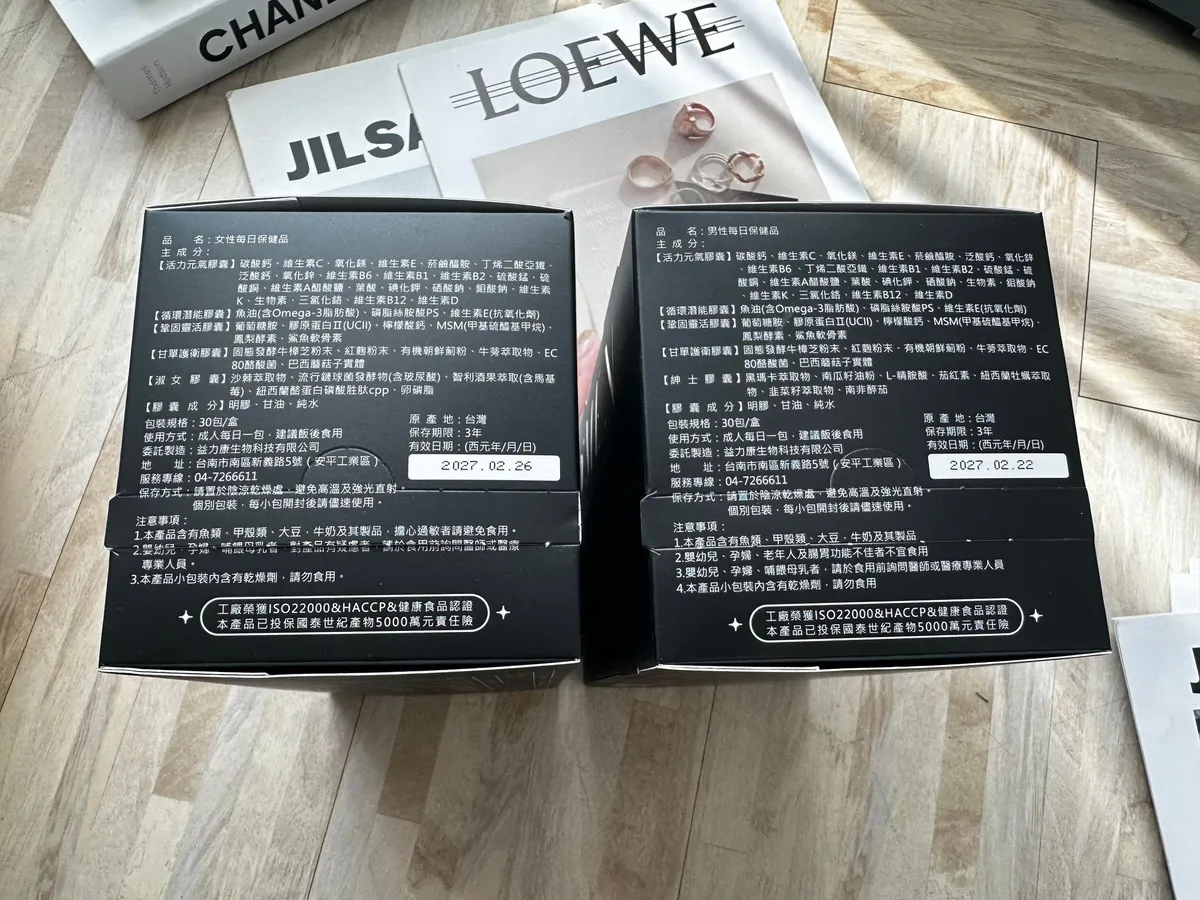 CHAN
Thames
Hudson
JILSA
LOEWE
品　　名：女性每日保健品
主 成 分：
【活力元氣膠囊】碳酸鈣、維生素C、氧化鎂、維生素E、菸鹼醯胺、丁烯二酸亞鐵、
泛酸鈣、氧化鋅、維生素B6、維生素B1、維生素B2、硫酸錳、硫
酸銅、維生素A醋酸鹽、葉酸、碘化鉀、硒酸鈉、鉬酸鈉、維生素
K、生物素、三氯化鉻、維生素B12、維生素D
【循環潛能膠囊】魚油(含Omega-3脂肪酸)、磷脂絲胺酸PS、維生素E(抗氧化劑)
【鞏固靈活膠囊】葡萄糖胺、膠原蛋白II(UCII)、檸檬酸鈣、MSM(甲基硫醯基甲烷)、
鳳梨酵素、鯊魚軟骨素
【甘單護衛膠囊】固態發酵牛樟芝粉末、紅麴粉末、有機朝鮮薊粉、牛蒡萃取物、EC
80酪酸菌、巴西蘑菇子實體
【淑 女 膠 囊】沙棘萃取物、流行鏈球菌發酵物(含玻尿酸)、智利酒果萃取(含馬基
莓)、紐西蘭酪蛋白磷酸胜肽cpp、卵磷脂
【膠 囊 成 分】明膠、甘油、純水
包裝規格：30包/盒
使用方式：成人每日一包，建議飯後食用
委託製造：益力康生物科技有限公司
地　　址：台南市南區新義路5號（安平工業區）
服務專線：04-7266611
保存方式：請置於陰涼乾燥處，避免高溫及強光直射。
個別包裝，每小包開封後請儘速使用。
原 產 地：台灣
保存期限：3年
有效日期：(西元年/月/日)
2027.02.26
注意事項：
1.本產品含有魚類、甲殼類、大豆、牛奶及其製品，擔心過敏者請避免食用。
2.嬰幼兒、孕婦、哺餵母乳者、對產品有疑慮者，請於食用前詢問醫師或醫療
專業人員。
3.本產品小包裝內含有乾燥劑，請勿食用。
工廠榮獲ISO22000&HACCP&健康食品認證
本產品已投保國泰世紀產物5000萬元責任險
品　　名：男性每日保健品
主 成 分：
【活力元氣膠囊】碳酸鈣、維生素C、氧化鎂、維生素E、菸鹼醯胺、泛酸鈣、氧化鋅
、維生素B6、丁烯二酸亞鐵、維生素B1、維生素B2、硫酸錳、硫
酸銅、維生素A醋酸鹽、葉酸、碘化鉀、硒酸鈉、生物素、鉬酸鈉
、維生素K、三氯化鉻、維生素B12、維生素D
【循環潛能膠囊】魚油(含Omega-3脂肪酸)、磷脂絲胺酸PS、維生素E(抗氧化劑)
【鞏固靈活膠囊】葡萄糖胺、膠原蛋白II(UCII)、檸檬酸鈣、MSM(甲基硫醯基甲烷)、
鳳梨酵素、鯊魚軟骨素
【甘單護衛膠囊】固態發酵牛樟芝粉末、紅麴粉末、有機朝鮮薊粉、牛蒡萃取物、EC
80酪酸菌、巴西蘑菇子實體
【紳 士 膠 囊】黑瑪卡萃取物、南瓜籽油粉、L-精胺酸、茄紅素、紐西蘭牡蠣萃取
物、韭菜籽萃取物、南非醉茄
【膠 囊 成 分】明膠、甘油、純水
包裝規格：30包/盒
使用方式：成人每日一包，建議飯後食用
委託製造：益力康生物科技有限公司
地　　址：台南市南區新義路5號（安平工業區）
服務專線：04-7266611
保存方式：請置於陰涼乾燥處，避免高溫及強光直射。
個別包裝，每小包開封後請儘速使用。
原 產 地：台灣
保存期限：3年
有效日期：(西元年/月/日)
2027.02.22
注意事項：
1.本產品含有魚類、甲殼類、大豆、牛奶及其製品
2.嬰幼兒、孕婦、老年人及腸胃功能不佳者不宜食用
3.嬰幼兒、孕婦、哺餵母乳者，請於食用前詢問醫師或醫療專業人員
4.本產品小包裝內含有乾燥劑，請勿食用
工廠榮獲ISO22000&HACCP&健康食品認證
本產品已投保國泰世紀產物5000萬元責任險